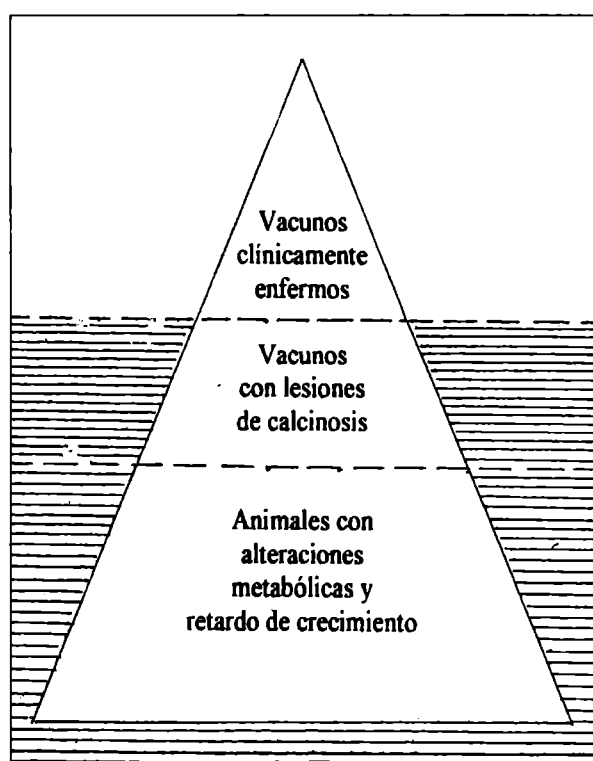 Vacunos
clínicamente
enfermos
Vacunos
con lesiones
de calcinosis
Animales con
alteraciones
metabólicas y
retardo de crecimiento